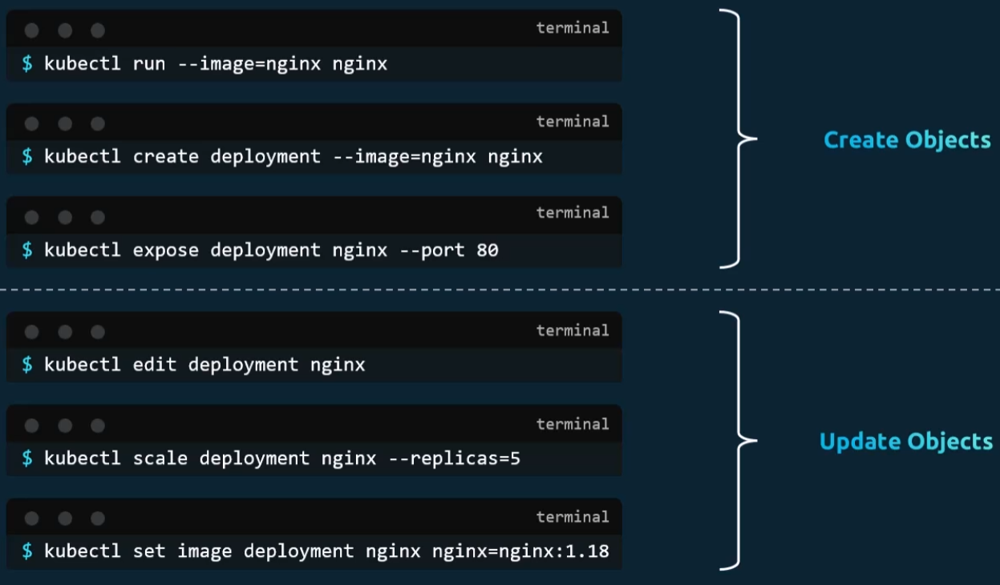 terminal
$ kubectl run --image=nginx nginx
terminal
$ kubectl create deployment --image=nginx nginx
terminal
$ kubectl expose deployment nginx --port 80
Create Objects
terminal
$ kubectl edit deployment nginx
terminal
$ kubectl scale deployment nginx --replicas=5
terminal
$ kubectl set image deployment nginx nginx=nginx:1.18
Update Objects